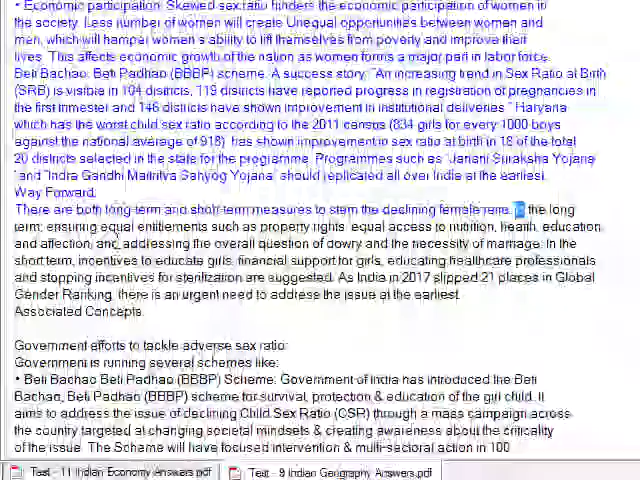 • Economic participation: Skewed sex ratio hinders the economic participation of women in
the society. Less number of women will create Unequal opportunities between women and
men, which will hamper women's ability to lift themselves from poverty and improve their
lives. This affects economic growth of the nation as women forms a major part in labor force.
Beti Bachao: Beti Padhao (BBBP) scheme: A success story: "An increasing trend in Sex Ratio at Birth
(SRB) is visible in 104 districts, 119 districts have reported progress in registration of pregnancies in
the first trimester and 146 districts have shown improvement in institutional deliveries." Haryana
which has the worst child sex ratio according to the 2011 census (834 girls for every 1000 boys
against the national average of 918) has shown improvement in sex ratio at birth in 18 of the total
20 districts selected in the state for the programme. Programmes such as "Janani Suraksha Yojana
"and "Indra Gandhi Matritva Sahyog Yojana" should replicated all over India at the earliest.
Way Forward:
There are both long-term and short-term measures to stem the declining female ratio. In the long
term, ensuring equal entitlements such as property rights, equal access to nutrition, health, education
and affection, and addressing the overall question of dowry and the necessity of marriage. In the
short term, incentives to educate girls, financial support for girls, educating healthcare professionals
and stopping incentives for sterilization are suggested. As India in 2017 slipped 21 places in Global
Gender Ranking, there is an urgent need to address the issue at the earliest.
Associated Concepts:
Government efforts to tackle adverse sex ratio:
Government is running several schemes like:
• Beti Bachao Beti Padhao (BBBP) Scheme: Government of India has introduced the Beti
Bachao, Beti Padhao (BBBP) scheme for survival, protection & education of the girl child. It
aims to address the issue of declining Child Sex Ratio (CSR) through a mass campaign across
the country targeted at changing societal mindsets & creating awareness about the criticality
of the issue. The Scheme will have focused intervention & multi-sectoral action in 100
Test - 11 Indian Economy Answers.pdf
Test - 9 Indian Geography Answers.pdf